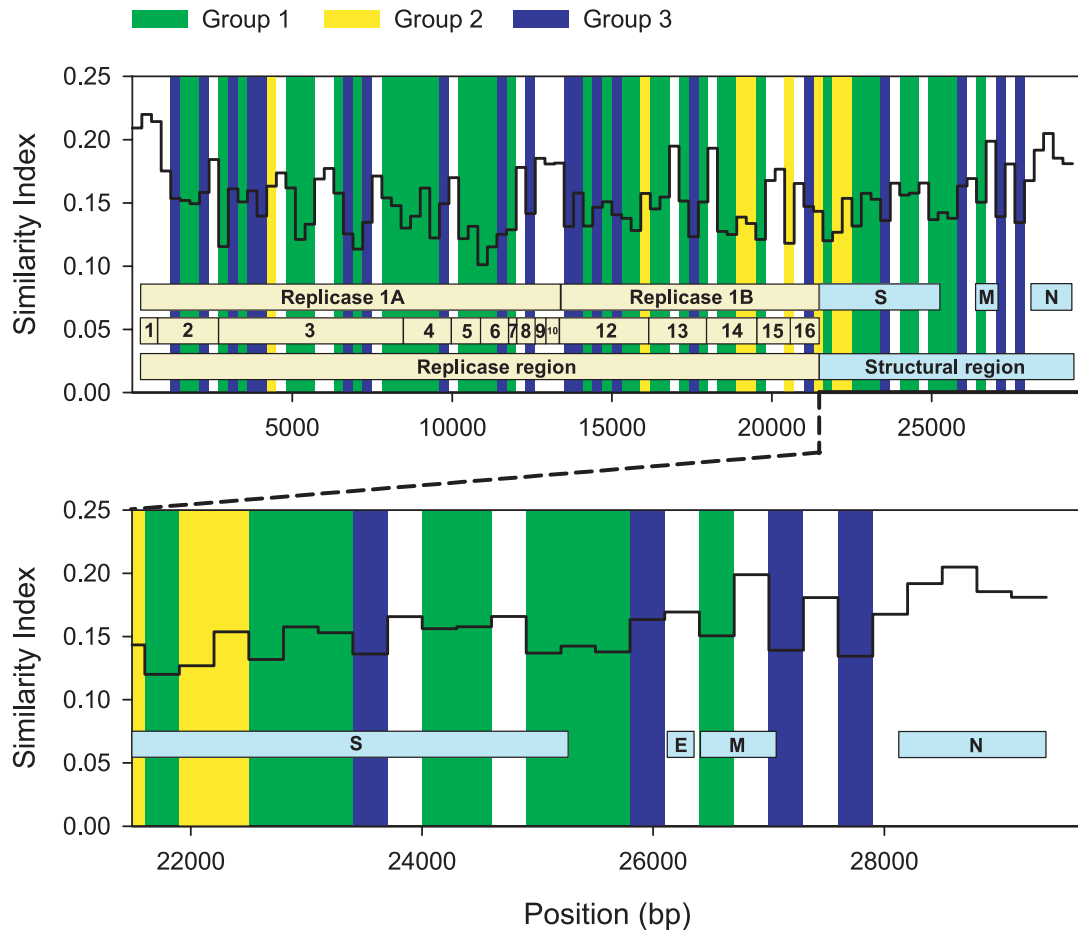 Group 1 Group 2 Group 3
0.25
0.20
0.15
0.10
0.05
0.00
Similarity Index
Replicase 1A Replicase 1B S M N
1 2 3 4 5 6 7 8 9 10 12 13 14 15 16
Replicase region Structural region
5000 10000 15000 20000 25000
0.25
0.20
0.15
0.10
0.05
0.00
Similarity Index
S E M N
22000 24000 26000 28000
Position (bp)